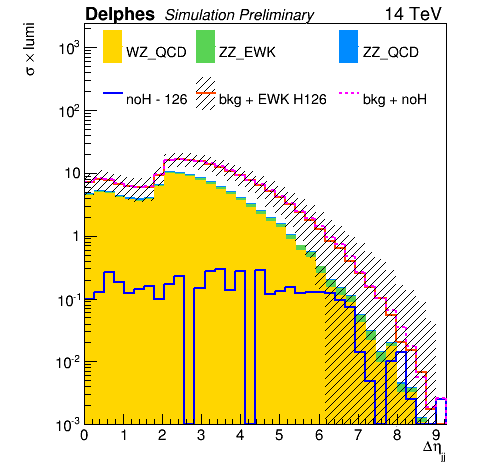 Delphes Simulation Preliminary 14 TeV
σ × lumi
WZ_QCD ZZ_EWK ZZ_QCD
noH - 126 bkg + EWK H126 bkg + noH
10³
10²
10
1
10⁻¹
10⁻²
10⁻³
0 1 2 3 4 5 6 7 8 9
Δη_jj